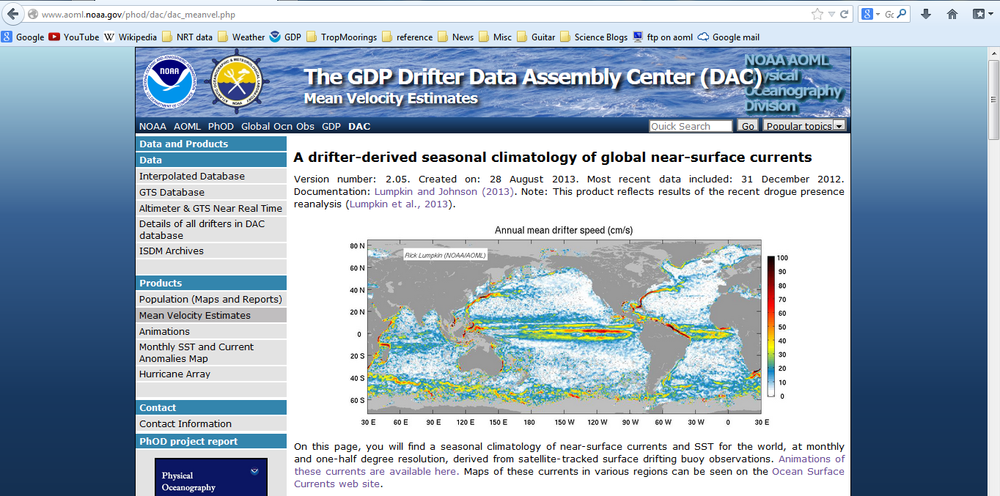 www.aoml.noaa.gov/phod/dac/dac_meanvel.php
8
Go
8 Google YouTube W Wikipedia NRT data Weather GDP TropMoorings reference News Misc Guitar Science Blogs ftp on aoml Google mail
NOAA
The GDP Drifter Data Assembly Center (DAC)
Mean Velocity Estimates
NOAA AOML
Physical
Oceanography
Division
NOAA AOML PhOD Global Ocn Obs GDP DAC
Quick Search Go Popular topics
Data and Products
Data
Interpolated Database
GTS Database
Altimeter & GTS Near Real Time
Details of all drifters in DAC
database
ISDM Archives
Products
Population (Maps and Reports)
Mean Velocity Estimates
Animations
Monthly SST and Current
Anomalies Map
Hurricane Array
Contact
Contact Information
PhOD project report
Physical
Oceanography
A drifter-derived seasonal climatology of global near-surface currents
Version number: 2.05. Created on: 28 August 2013. Most recent data included: 31 December 2012.
Documentation: Lumpkin and Johnson (2013). Note: This product reflects results of the recent drogue presence
reanalysis (Lumpkin et al., 2013).
Annual mean drifter speed (cm/s)
Rick Lumpkin (NOAA/AOML)
80 N
60 N
40 N
20 N
0
20 S
40 S
60 S
30 E 60 E 90 E 120 E 150 E 180 150 W 120 W 90 W 60 W 30 W 0 30 E
100
90
80
70
60
50
40
30
20
10
0
On this page, you will find a seasonal climatology of near-surface currents and SST for the world, at monthly
and one-half degree resolution, derived from satellite-tracked surface drifting buoy observations. Animations of
these currents are available here. Maps of these currents in various regions can be seen on the Ocean Surface
Currents web site.